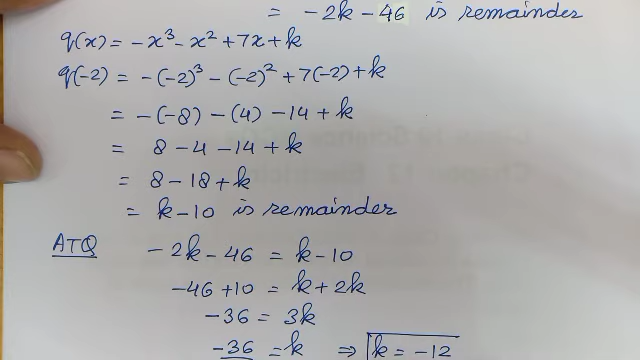 = -2k - 46 is remainder
q(x) = -x³ - x² + 7x + k
q(-2) = -(-2)³ - (-2)² + 7(-2) + k
= -(-8) - (4) - 14 + k
= 8 - 4 - 14 + k
= 8 - 18 + k
= k - 10 is remainder
ATQ -2k - 46 = k - 10
-46 + 10 = k + 2k
-36 = 3k
-36 = k ⇒ k = -12